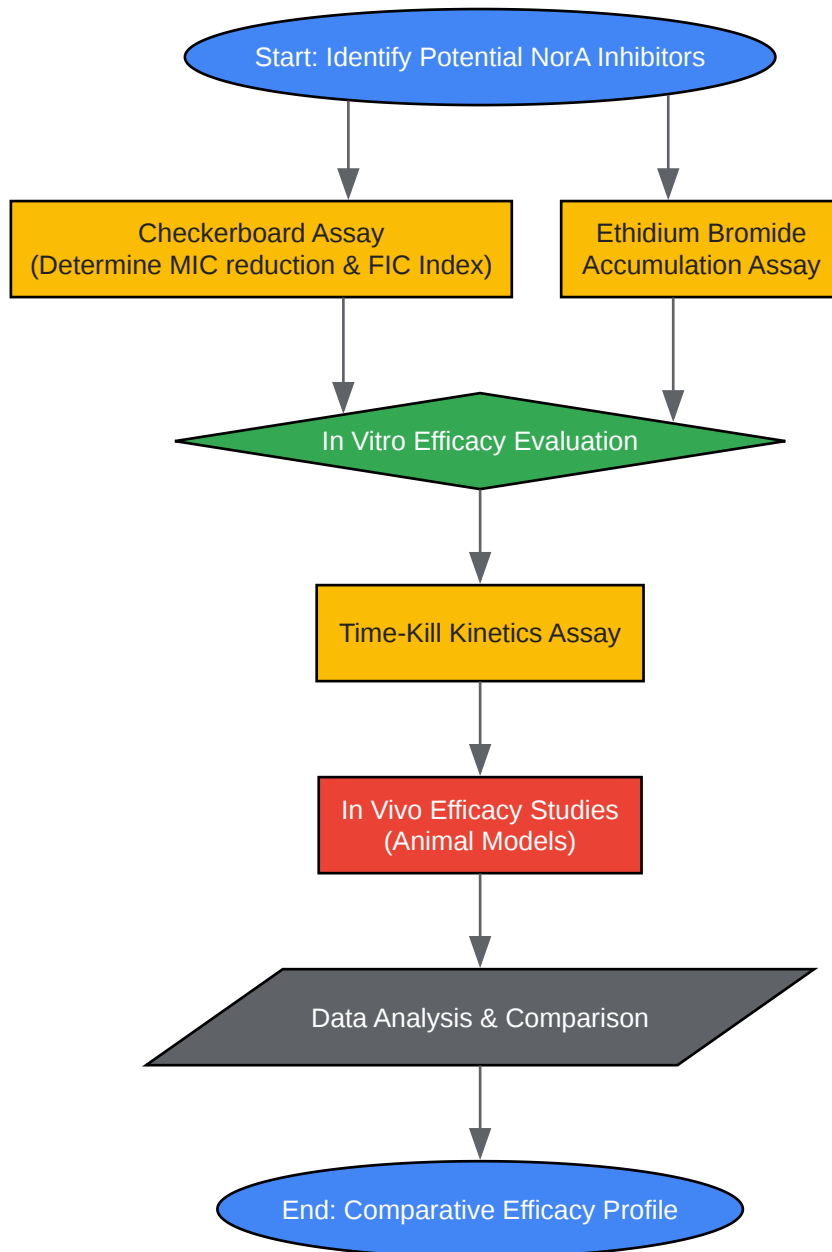 Start: Identify Potential NorA Inhibitors
Checkerboard Assay
(Determine MIC reduction & FIC Index)
Ethidium Bromide
Accumulation Assay
In Vitro Efficacy Evaluation
Time-Kill Kinetics Assay
In Vivo Efficacy Studies
(Animal Models)
Data Analysis & Comparison
End: Comparative Efficacy Profile